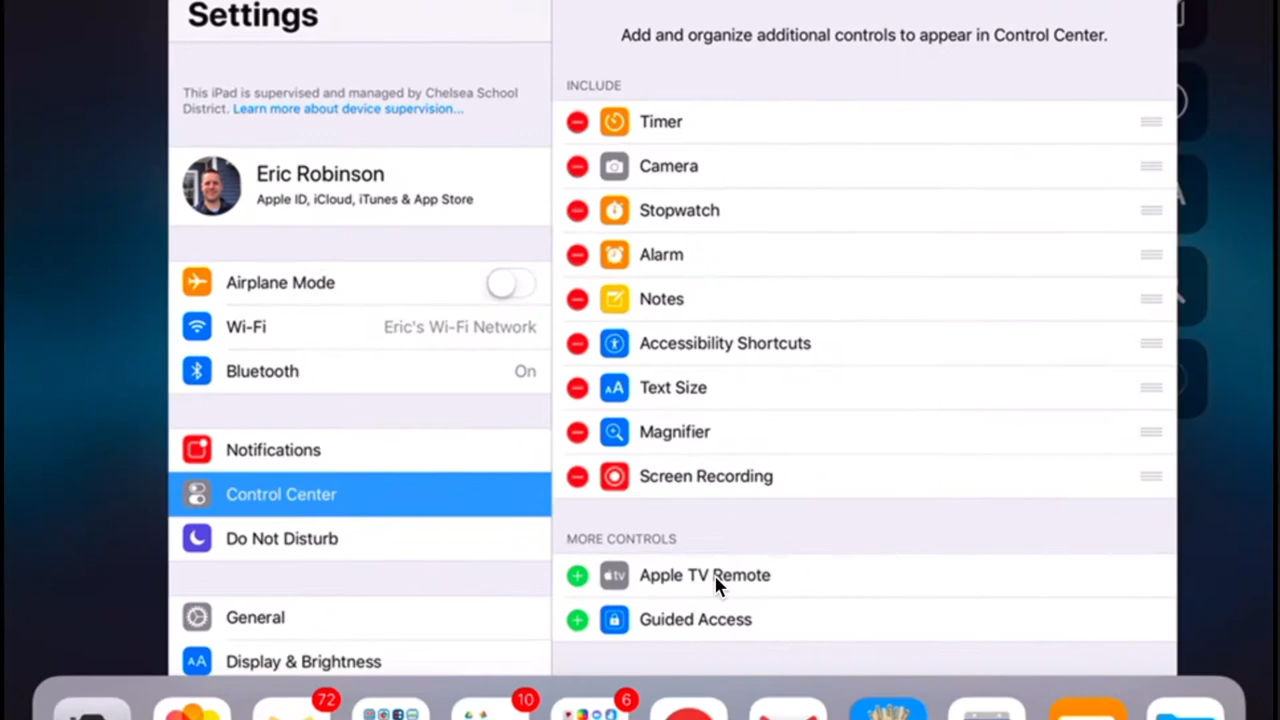 Settings
This iPad is supervised and managed by Chelsea School
District. Learn more about device supervision...
Eric Robinson
Apple ID, iCloud, iTunes & App Store
Airplane Mode
Wi-Fi Eric's Wi-Fi Network
Bluetooth On
Notifications
Control Center
Do Not Disturb
General
AA Display & Brightness
Add and organize additional controls to appear in Control Center.
INCLUDE
Timer
Camera
Stopwatch
Alarm
Notes
Accessibility Shortcuts
AA Text Size
Magnifier
Screen Recording
MORE CONTROLS
tv Apple TV Remote
Guided Access
72
10
6